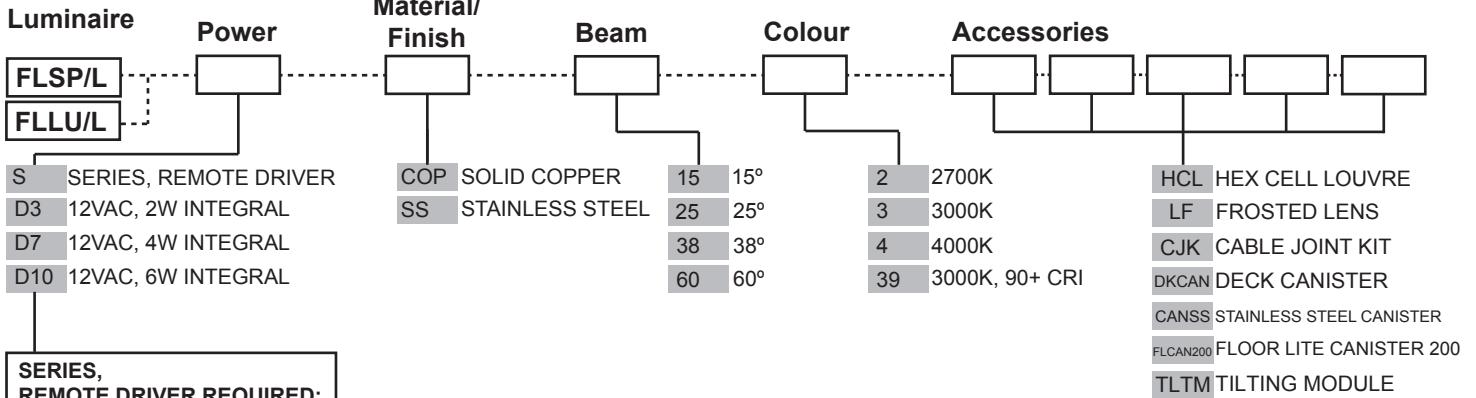 Luminaire
Power
Material/
Finish
Beam
Colour
Accessories
FLSP/L
FLLU/L
S SERIES, REMOTE DRIVER
D3 12VAC, 2W INTEGRAL
D7 12VAC, 4W INTEGRAL
D10 12VAC, 6W INTEGRAL
COP SOLID COPPER
SS STAINLESS STEEL
15 15º
25 25º
38 38º
60 60º
2 2700K
3 3000K
4 4000K
39 3000K, 90+ CRI
HCL HEX CELL LOUVRE
LF FROSTED LENS
CJK CABLE JOINT KIT
DKCAN DECK CANISTER
CANSS STAINLESS STEEL CANISTER
FLCAN200 FLOOR LITE CANISTER 200
TLTM TILTING MODULE
SERIES,
REMOTE DRIVER REQUIRED: